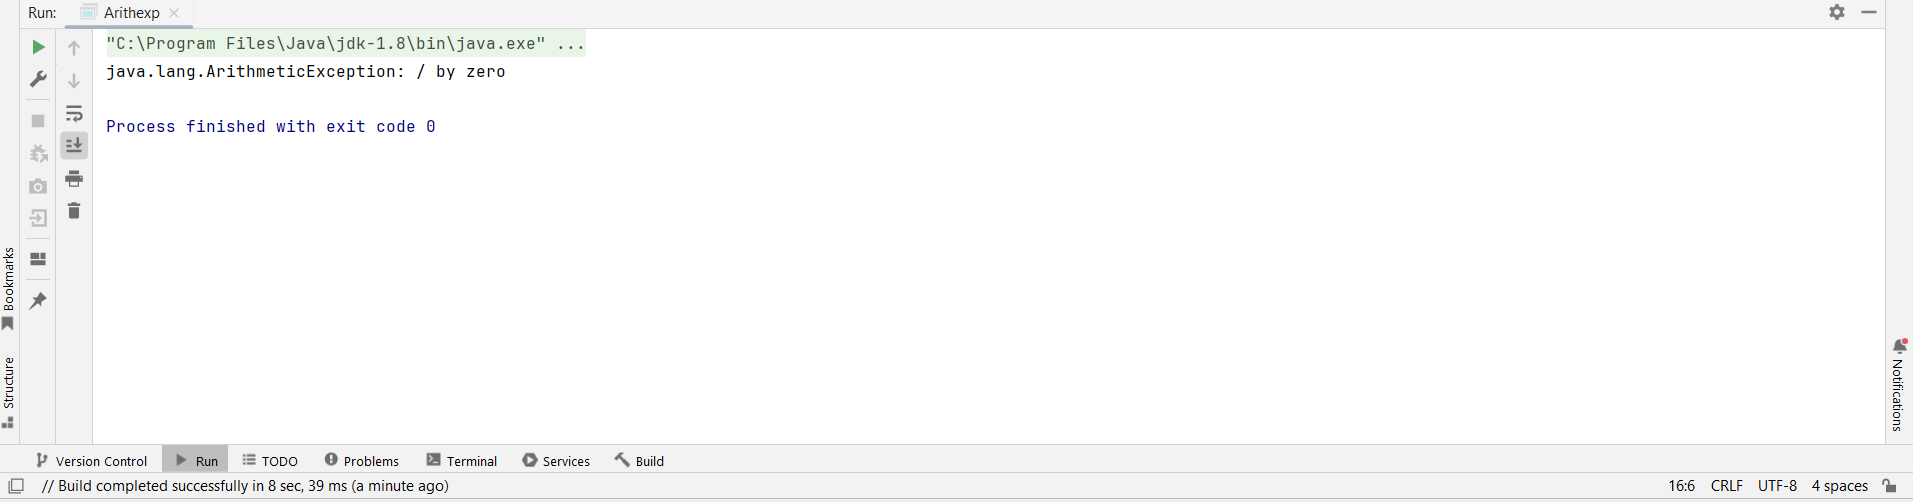 Run: Arithexp
"C:\Program Files\Java\jdk-1.8\bin\java.exe" ...
java.lang.ArithmeticException: / by zero
Process finished with exit code 0
Bookmarks
Structure
Notifications
Version Control Run TODO Problems Terminal Services Build
// Build completed successfully in 8 sec, 39 ms (a minute ago) 16:6 CRLF UTF-8 4 spaces